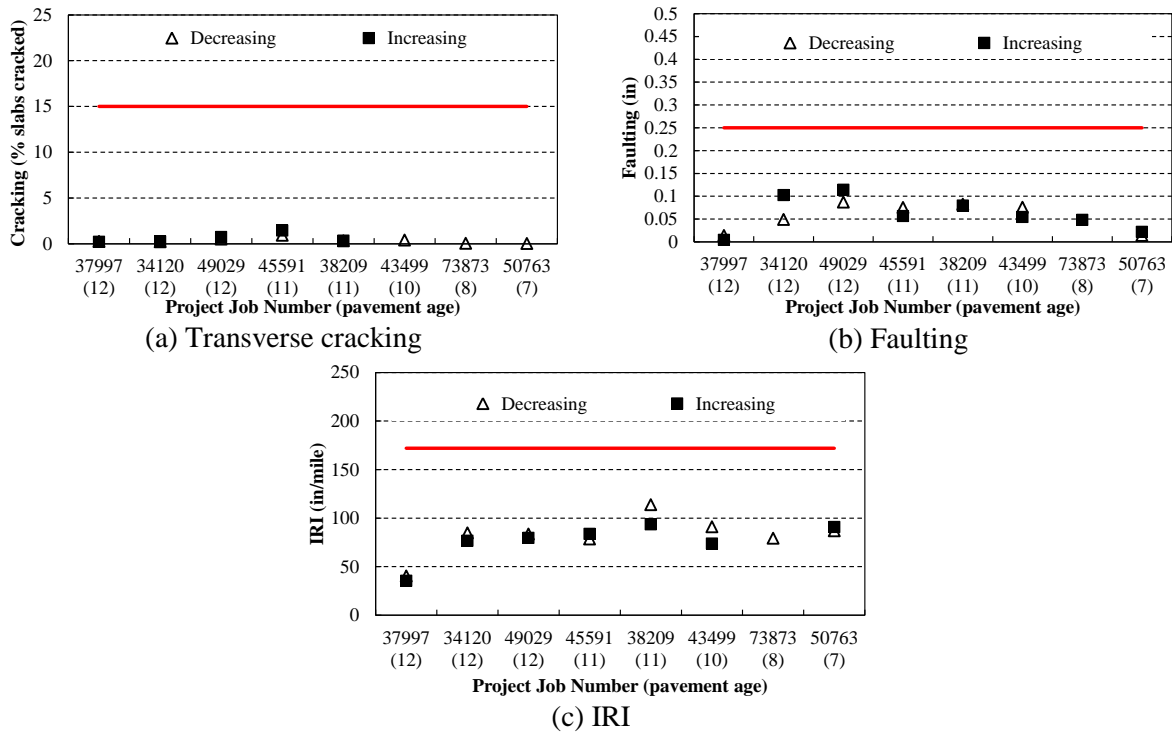 25
20
15
10
5
0
Cracking (% slabs cracked)
Decreasing Increasing
37997 34120 49029 45591 38209 43499 73873 50763
(12) (12) (12) (11) (11) (10) (8) (7)
Project Job Number (pavement age)
(a) Transverse cracking
0.5
0.45
0.4
0.35
0.3
0.25
0.2
0.15
0.1
0.05
0
Faulting (in)
Decreasing Increasing
37997 34120 49029 45591 38209 43499 73873 50763
(12) (12) (12) (11) (11) (10) (8) (7)
Project Job Number (pavement age)
(b) Faulting
250
200
150
100
50
0
IRI (in/mile)
Decreasing Increasing
37997 34120 49029 45591 38209 43499 73873 50763
(12) (12) (12) (11) (11) (10) (8) (7)
Project Job Number (pavement age)
(c) IRI